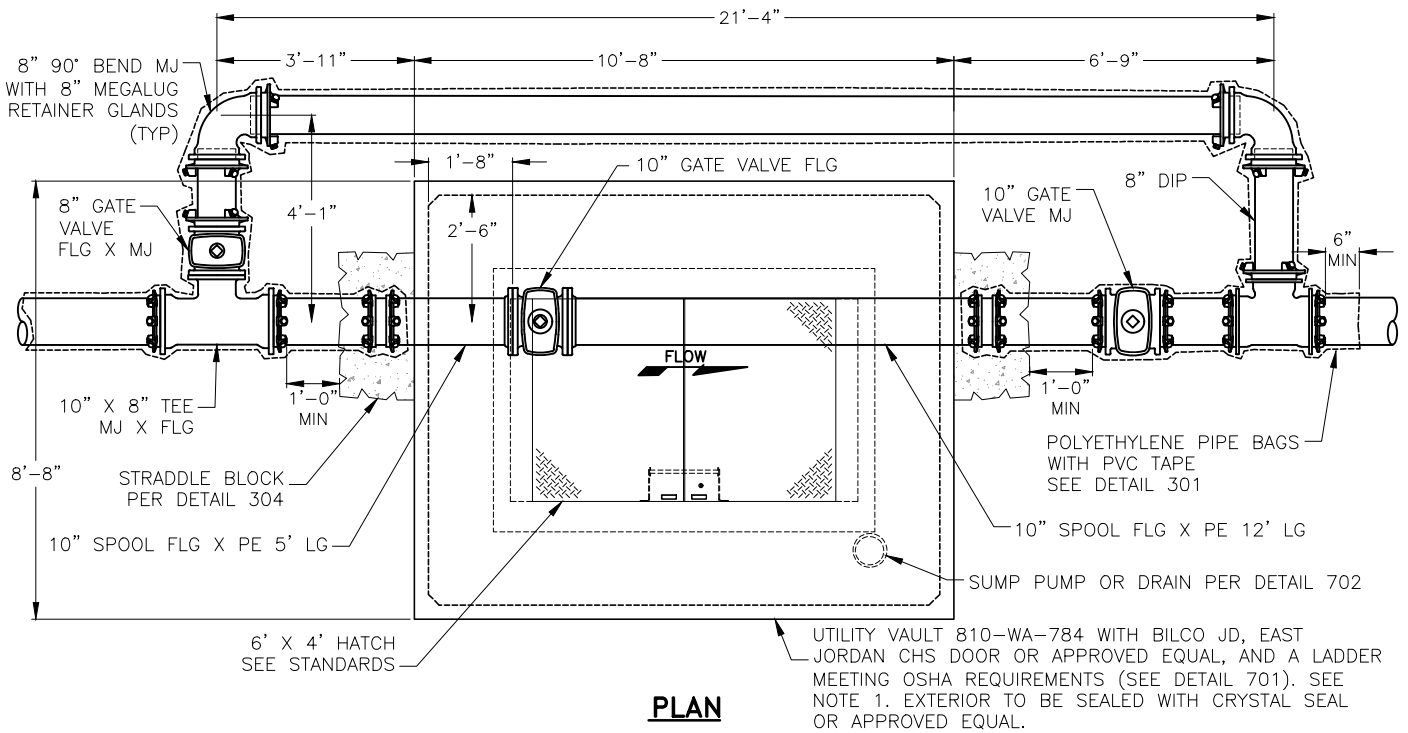 21'-4"
3'-11"
10'-8"
6'-9"
8" 90° BEND MJ
WITH 8" MEGALUG
RETAINER GLANDS
(TYP)
1'-8"
10" GATE VALVE FLG
8" GATE
VALVE
FLG X MJ
4'-1"
2'-6"
10" GATE
VALVE MJ
8" DIP
6"
MIN
FLOW
10" X 8" TEE
MJ X FLG
1'-0"
MIN
1'-0"
MIN
8'-8"
STRADDLE BLOCK
PER DETAIL 304
POLYETHYLENE PIPE BAGS
WITH PVC TAPE
SEE DETAIL 301
10" SPOOL FLG X PE 5' LG
10" SPOOL FLG X PE 12' LG
SUMP PUMP OR DRAIN PER DETAIL 702
6' X 4' HATCH
SEE STANDARDS
UTILITY VAULT 810-WA-784 WITH BILCO JD, EAST
JORDAN CHS DOOR OR APPROVED EQUAL, AND A LADDER
MEETING OSHA REQUIREMENTS (SEE DETAIL 701). SEE
NOTE 1. EXTERIOR TO BE SEALED WITH CRYSTAL SEAL
OR APPROVED EQUAL.
PLAN